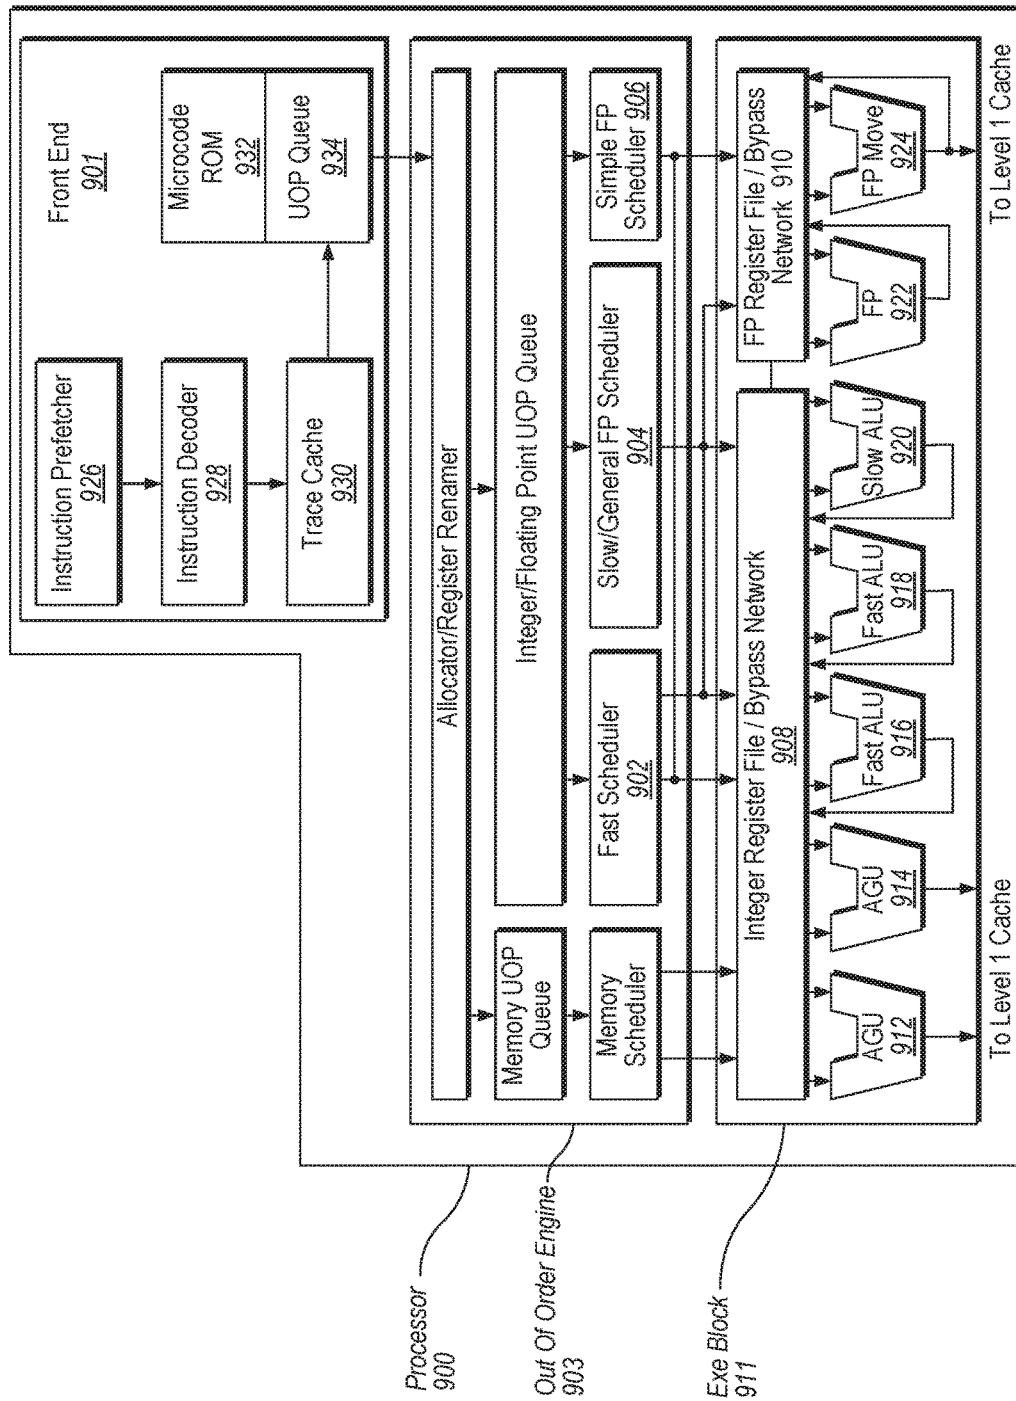 Processor
900
Front End
901
Instruction Prefetcher
926
Instruction Decoder
928
Trace Cache
930
Microcode
ROM
932
UOP Queue
934
Out Of Order Engine
903
Allocator/Register Renamer
Memory UOP
Queue
Integer/Floating Point UOP Queue
Memory
Scheduler
Fast Scheduler
902
Slow/General FP Scheduler
904
Simple FP
Scheduler 906
Exe Block
911
Integer Register File / Bypass Network
908
FP Register File / Bypass
Network 910
AGU
912
AGU
914
Fast ALU
916
Fast ALU
918
Slow ALU
920
FP
922
FP Move
924
To Level 1 Cache
To Level 1 Cache